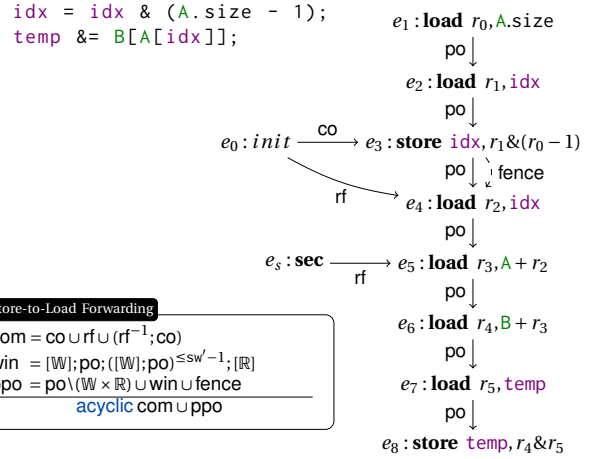 idx = idx & (A.size - 1);
temp &= B[A[idx]];
e₁ : load r₀,A.size
po
e₂ : load r₁,idx
po
e₀ : init
co
e₃ : store idx,r₁&(r₀−1)
po
fence
rf
e₄ : load r₂,idx
po
eₛ : sec
rf
e₅ : load r₃,A+r₂
po
e₆ : load r₄,B+r₃
po
e₇ : load r₅,temp
po
e₈ : store temp,r₄&r₅
tore-to-Load Forwarding
om = co∪rf∪(rf⁻¹;co)
in = [𝕎];po;([𝕎];po)≤sw′−1;[ℝ]
po = po\(𝕎×ℝ)∪win∪fence
acyclic com∪ppo